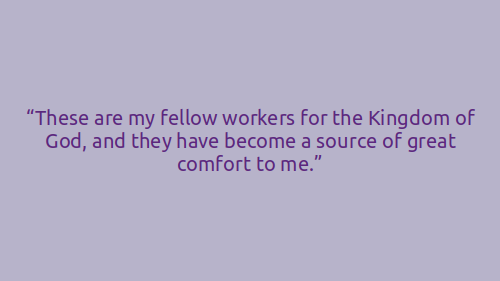 “These are my fellow workers for the Kingdom of
God, and they have become a source of great
comfort to me.”